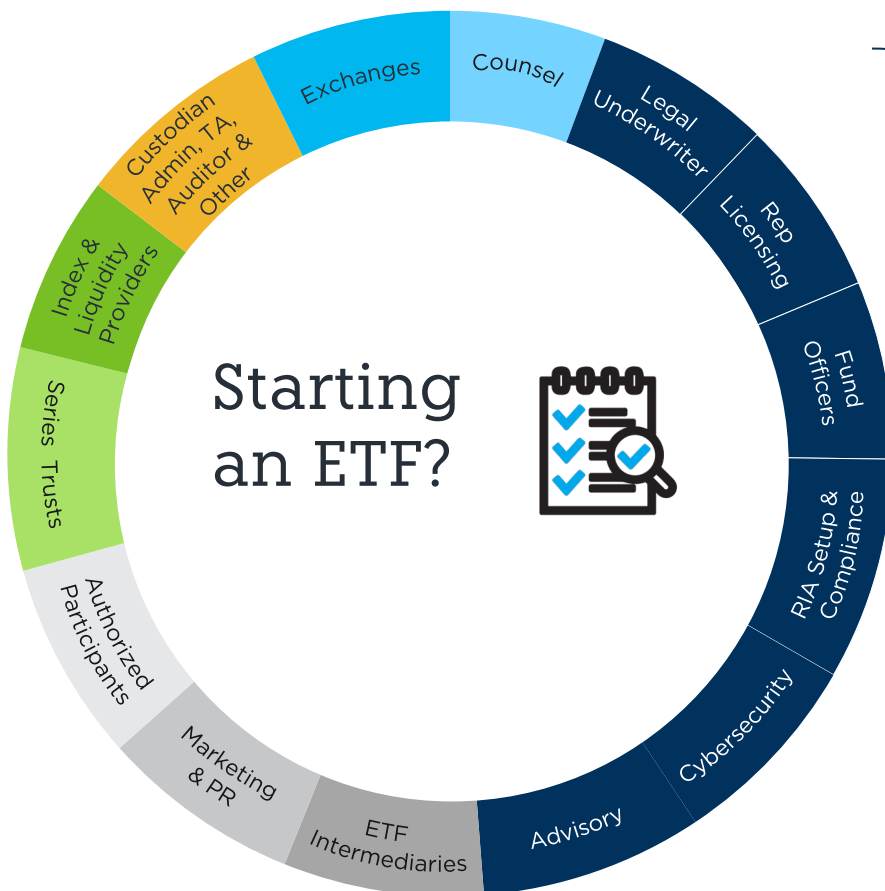 Counsel
Legal
Underwriter
Rep
Licensing
Fund
Officers
RIA Setup &
Compliance
Cybersecurity
Advisory
ETF
Intermediaries
Marketing
& PR
Authorized
Participants
Series Trusts
Index &
Liquidity
Providers
Custodian
Admin, TA,
Auditor &
Other
Exchanges
Starting
an ETF?